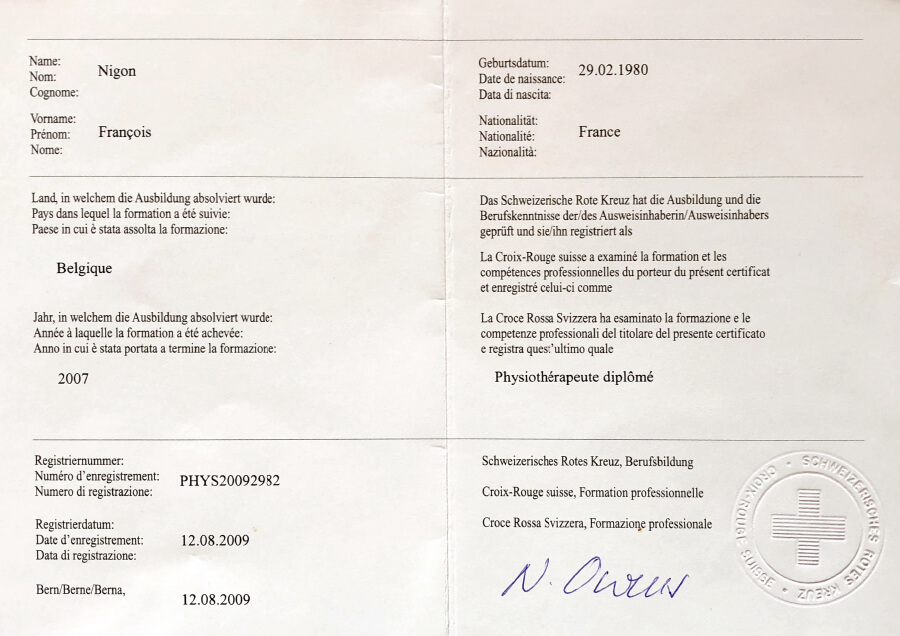 Name:
Nom:
Cognome:
Nigon
Vorname:
Prénom:
Nome:
François
Geburtsdatum:
Date de naissance:
Data di nascita:
29.02.1980
Nationalität:
Nationalité:
Nazionalità:
France
Land, in welchem die Ausbildung absolviert wurde:
Pays dans lequel la formation a été suivie:
Paese in cui è stata assolta la formazione:
Belgique
Jahr, in welchem die Ausbildung absolviert wurde:
Année à laquelle la formation a été achevée:
Anno in cui è stata portata a termine la formazione:
2007
Das Schweizerische Rote Kreuz hat die Ausbildung und die
Berufskenntnisse der/des Ausweisinhaberin/Ausweisinhabers
geprüft und sie/ihn registriert als
La Croix-Rouge suisse a examiné la formation et les
compétences professionnelles du porteur du présent certificat
et enregistré celui-ci comme
La Croce Rossa Svizzera ha esaminato la formazione e le
competenze professionali del titolare del presente certificato
e registra quest'ultimo quale
Physiothérapeute diplômé
Registriernummer:
Numéro d'enregistrement:
Numero di registrazione:
PHYS20092982
Registrierdatum:
Date d'enregistrement:
Data di registrazione:
12.08.2009
Bern/Berne/Berna,
12.08.2009
Schweizerisches Rotes Kreuz, Berufsbildung
Croix-Rouge suisse, Formation professionnelle
Croce Rossa Svizzera, Formazione professionale
N. Owens
SCHWEIZERISCHES ROTES KREUZ
CROIX-ROUGE SUISSE